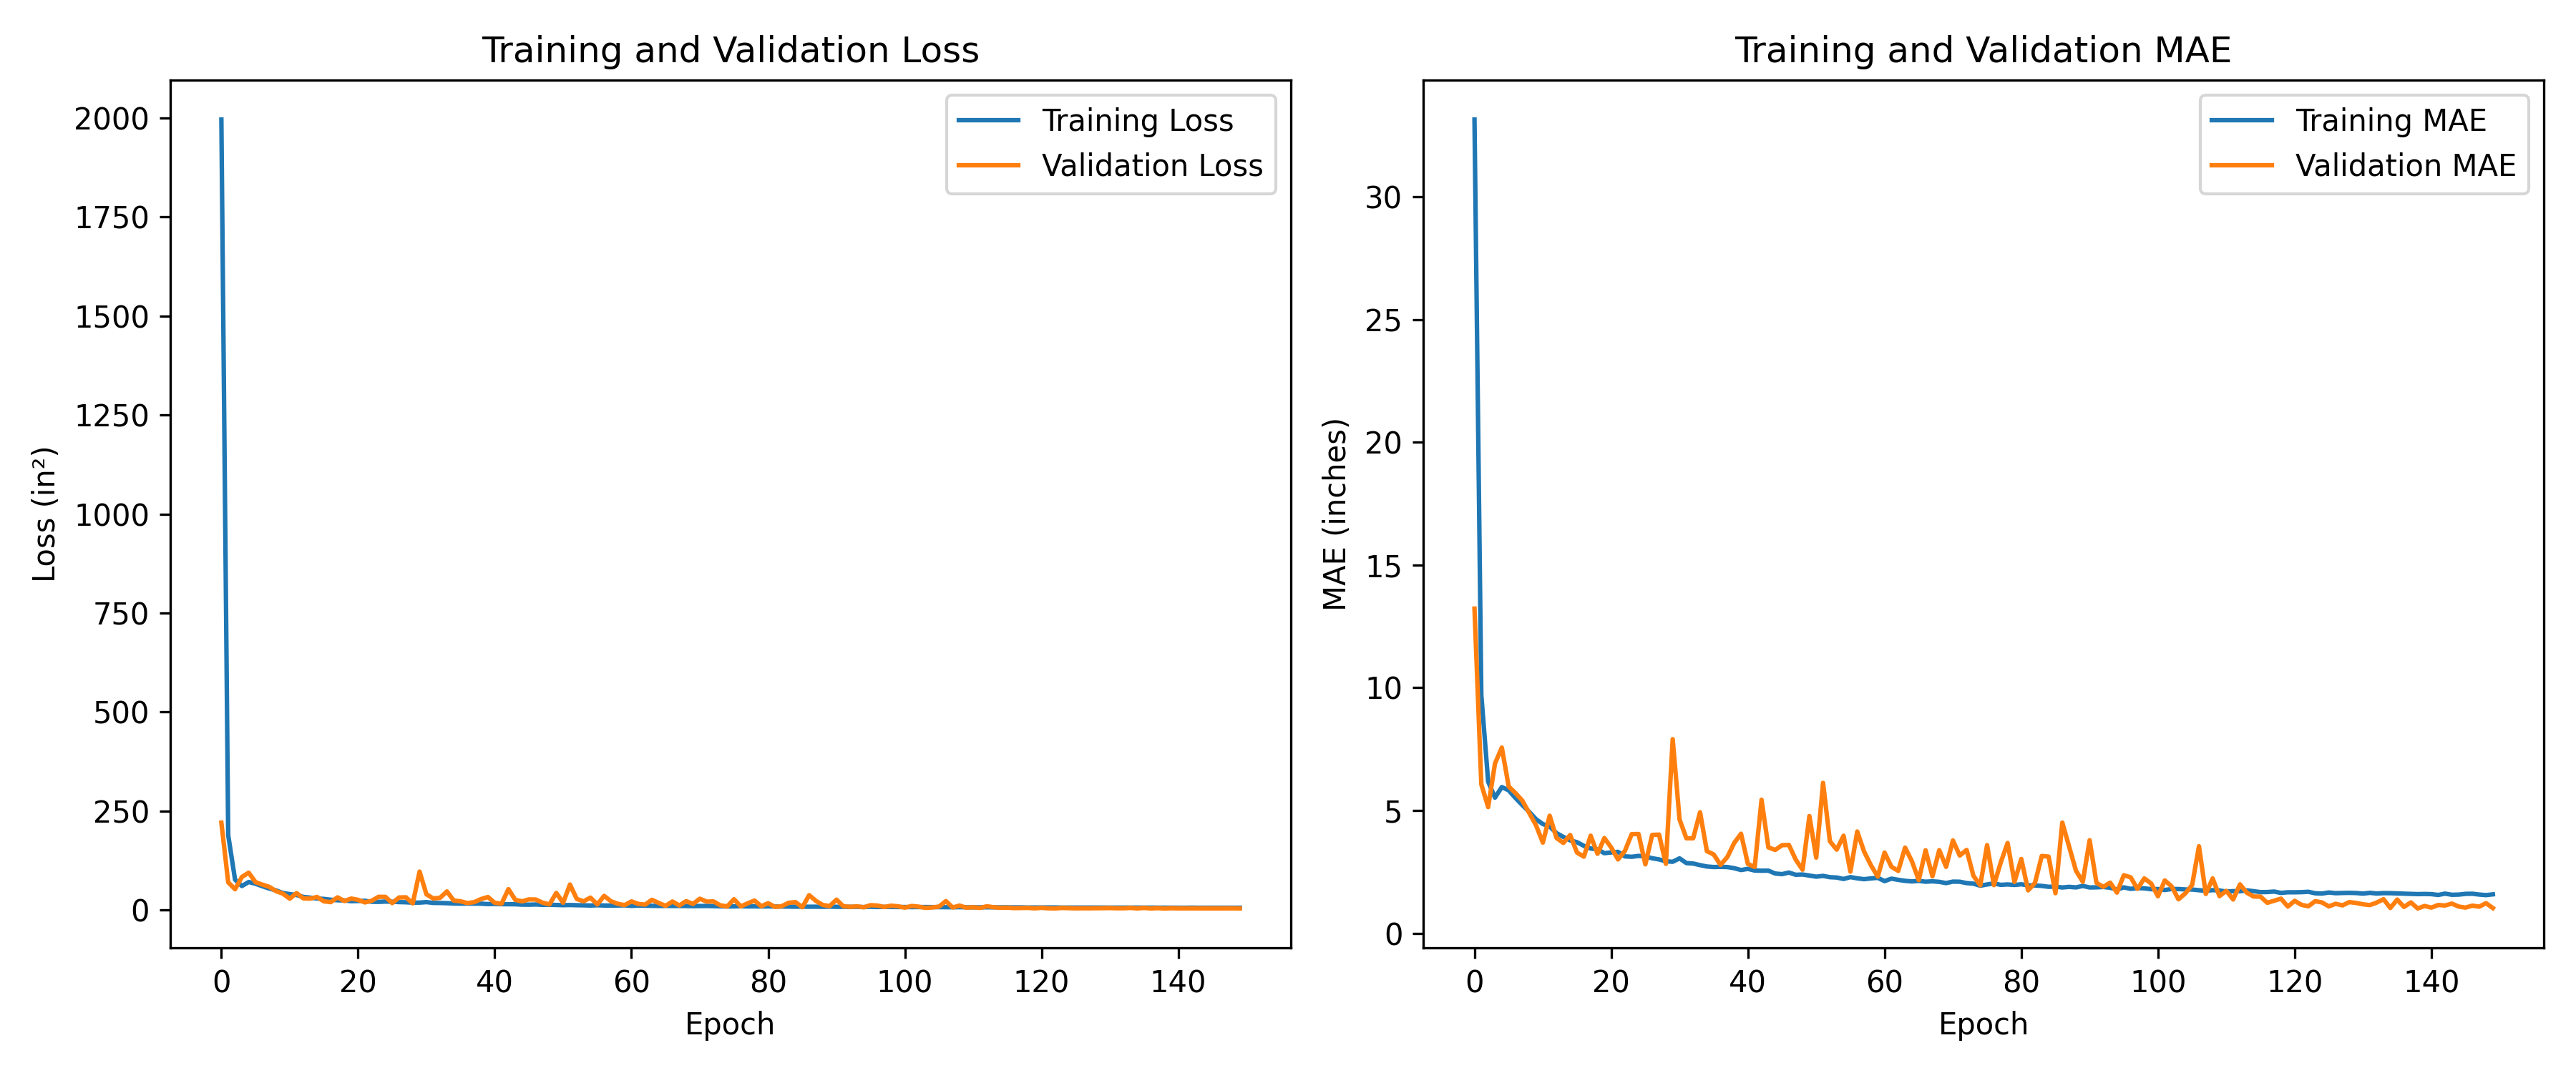 Training and Validation Loss
Training Loss
Validation Loss
2000
1750
1500
1250
1000
750
500
250
0
Loss (in²)
0 20 40 60 80 100 120 140
Epoch
Training and Validation MAE
Training MAE
Validation MAE
30
25
20
15
10
5
0
MAE (inches)
0 20 40 60 80 100 120 140
Epoch